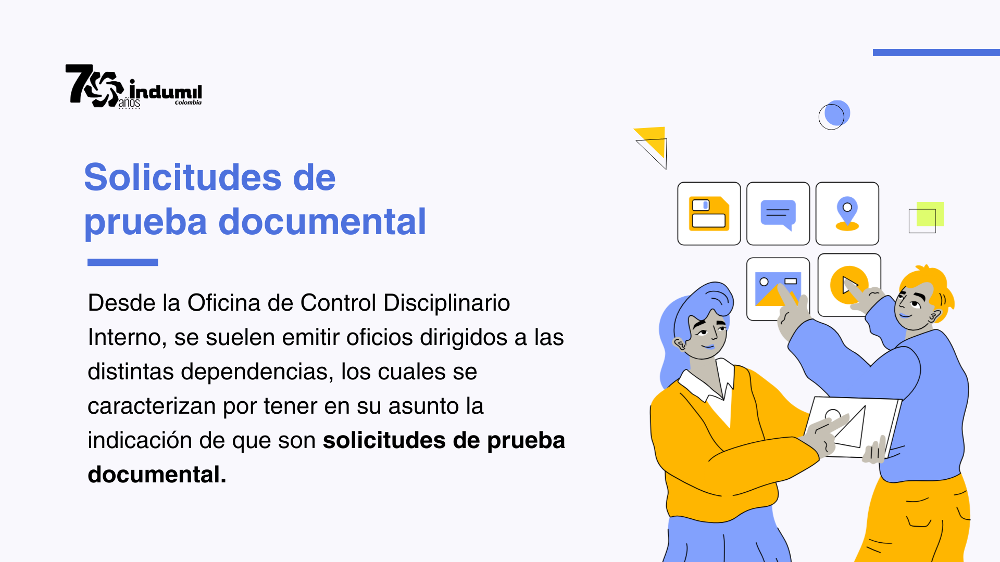 70 años indumil
Colombia
Solicitudes de
prueba documental
Desde la Oficina de Control Disciplinario
Interno, se suelen emitir oficios dirigidos a las
distintas dependencias, los cuales se
caracterizan por tener en su asunto la
indicación de que son solicitudes de prueba
documental.